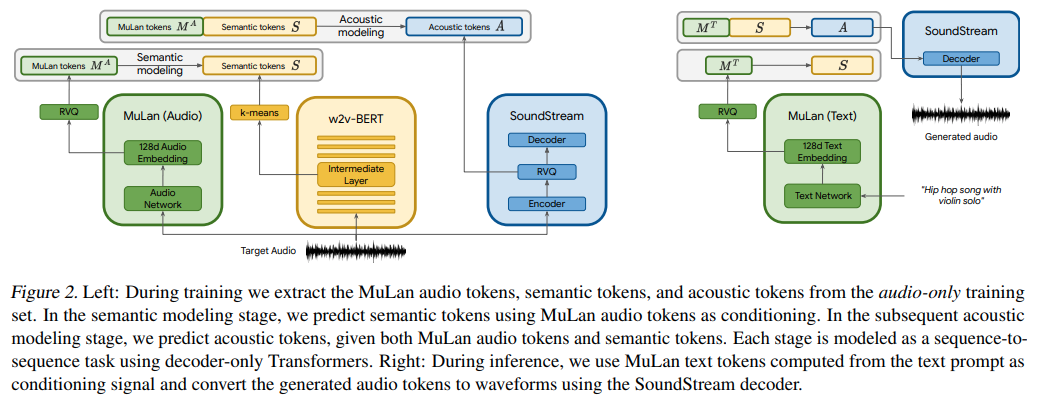 MuLan tokens M^A Semantic tokens S Acoustic modeling Acoustic tokens A
MuLan tokens M^A Semantic modeling Semantic tokens S
RVQ
MuLan (Audio)
128d Audio Embedding
Audio Network
k-means
w2v-BERT
Intermediate Layer
SoundStream
Decoder
RVQ
Encoder
Target Audio
M^T S A
M^T S
SoundStream
Decoder
Generated audio
RVQ
MuLan (Text)
128d Text Embedding
Text Network
"Hip hop song with
violin solo"
Figure 2. Left: During training we extract the MuLan audio tokens, semantic tokens, and acoustic tokens from the audio-only training
set. In the semantic modeling stage, we predict semantic tokens using MuLan audio tokens as conditioning. In the subsequent acoustic
modeling stage, we predict acoustic tokens, given both MuLan audio tokens and semantic tokens. Each stage is modeled as a sequence-to-
sequence task using decoder-only Transformers. Right: During inference, we use MuLan text tokens computed from the text prompt as
conditioning signal and convert the generated audio tokens to waveforms using the SoundStream decoder.